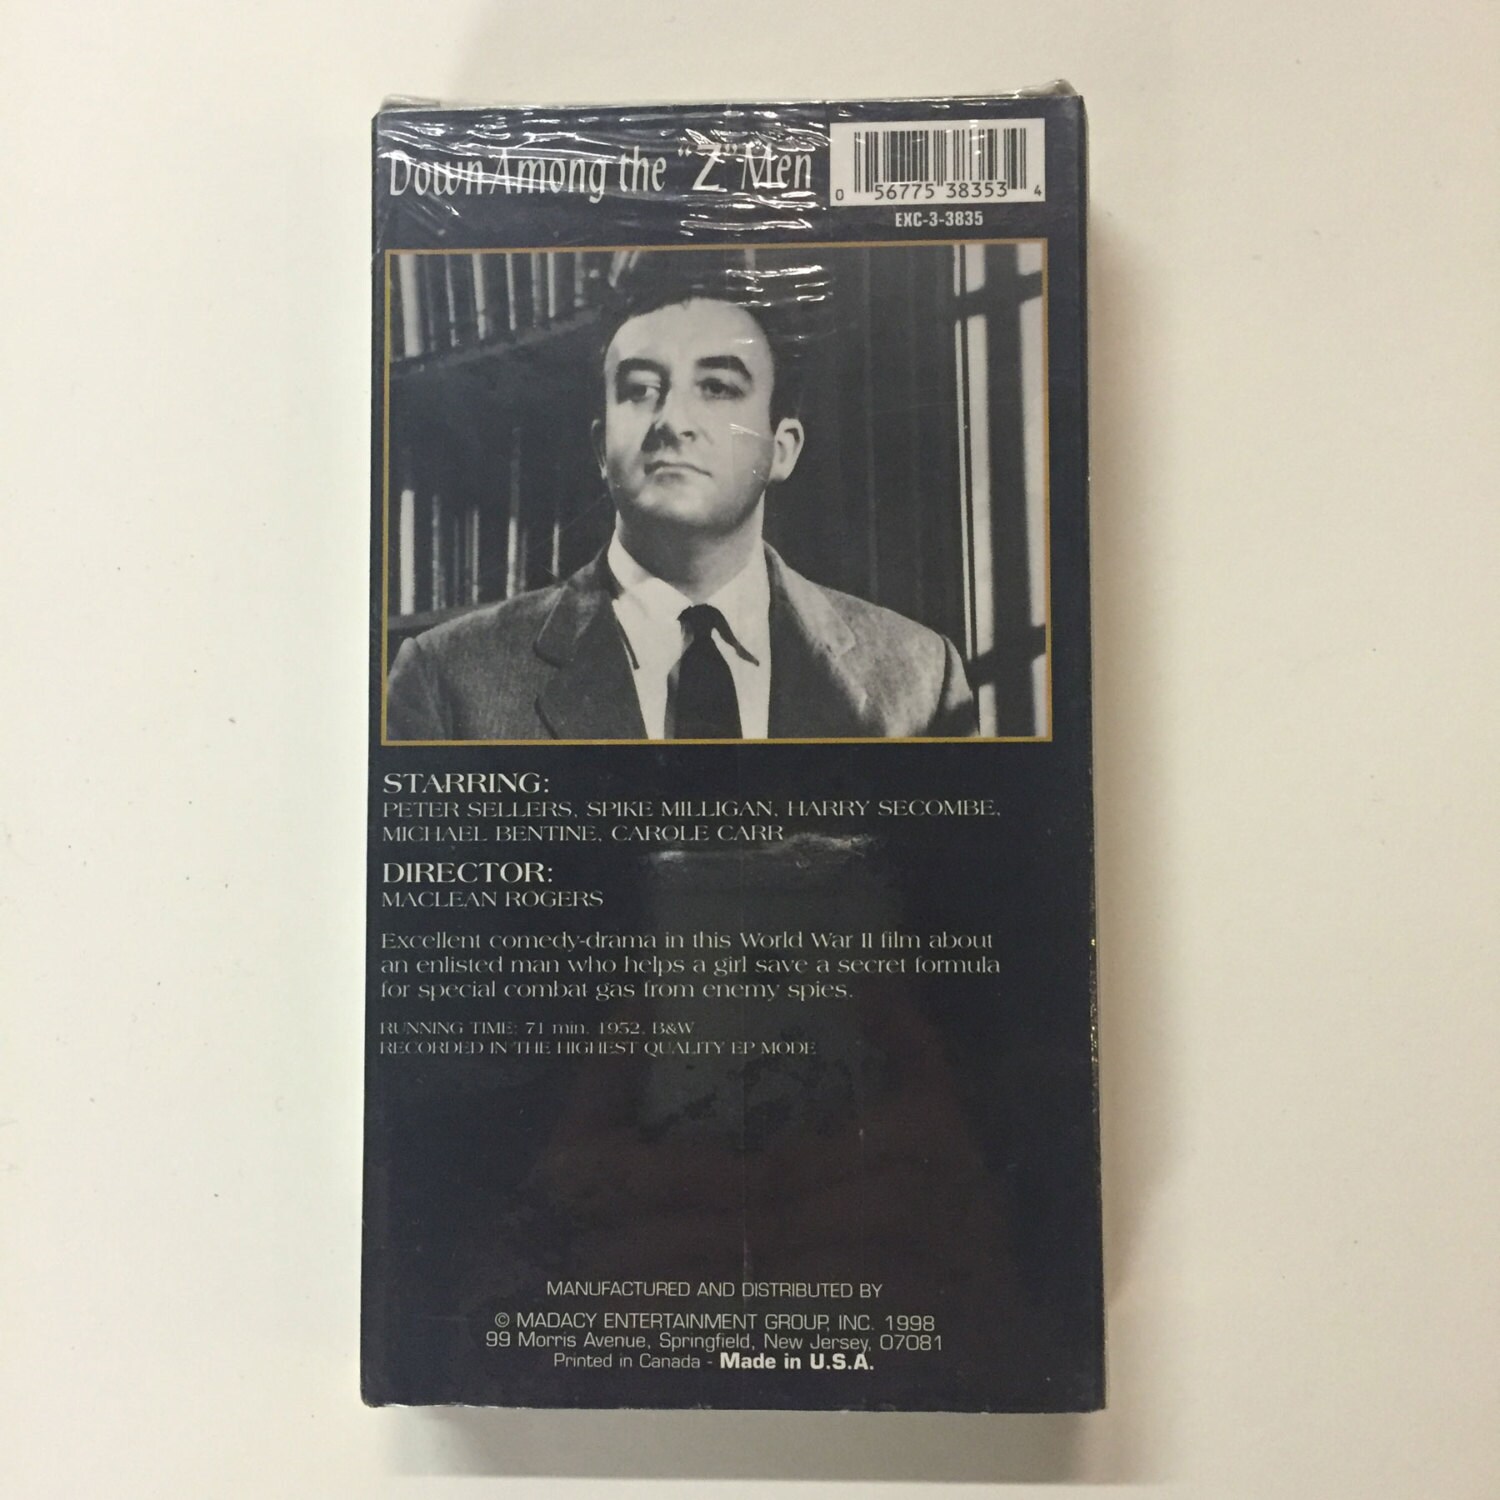 Down Among the "Z" Men
0 56775 38353 4
EXC-3-3835
STARRING:
PETER SELLERS, SPIKE MILLIGAN, HARRY SECOMBE,
MICHAEL BENTINE, CAROLE CARR
DIRECTOR:
MACLEAN ROGERS
Excellent comedy-drama in this World War II film about
an enlisted man who helps a girl save a secret formula
for special combat gas from enemy spies.
RUNNING TIME: 71 min. 1952. B&W
RECORDED IN THE HIGHEST QUALITY EP MODE
MANUFACTURED AND DISTRIBUTED BY
© MADACY ENTERTAINMENT GROUP, INC. 1998
99 Morris Avenue, Springfield, New Jersey, 07081
Printed in Canada - Made in U.S.A.